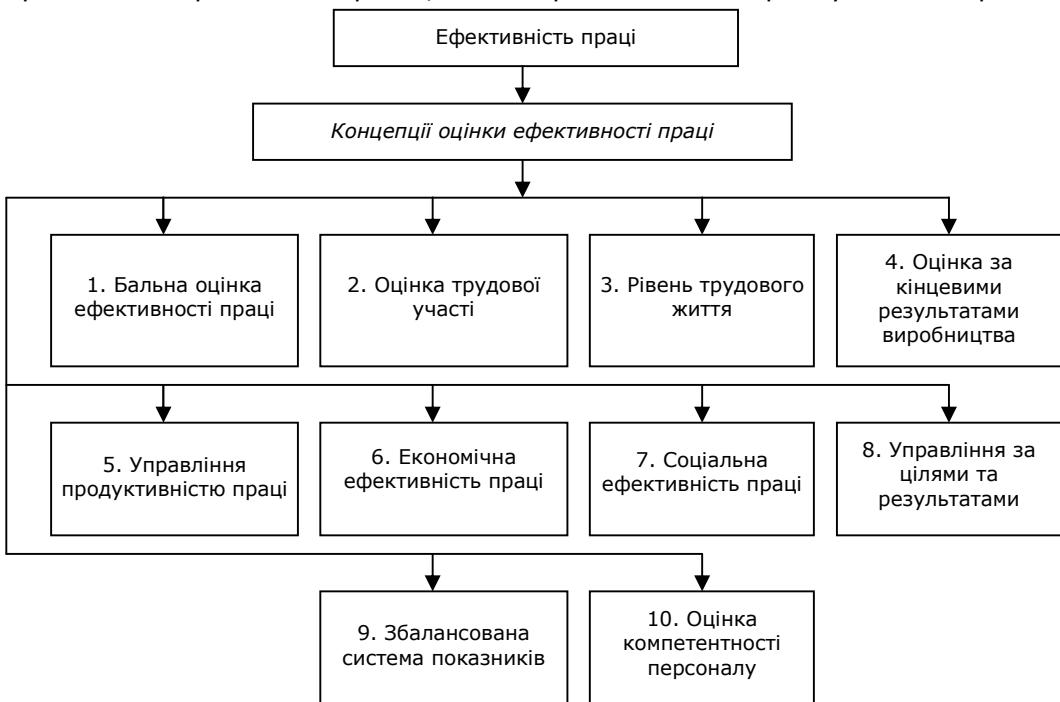 Ефективність праці
Концепції оцінки ефективності праці
1. Бальна оцінка
ефективності праці
2. Оцінка трудової
участі
3. Рівень трудового
життя
4. Оцінка за
кінцевими
результатами
виробництва
5. Управління
продуктивністю праці
6. Економічна
ефективність праці
7. Соціальна
ефективність праці
8. Управління за
цілями та
результатами
9. Збалансована
система показників
10. Оцінка
компетентності
персоналу